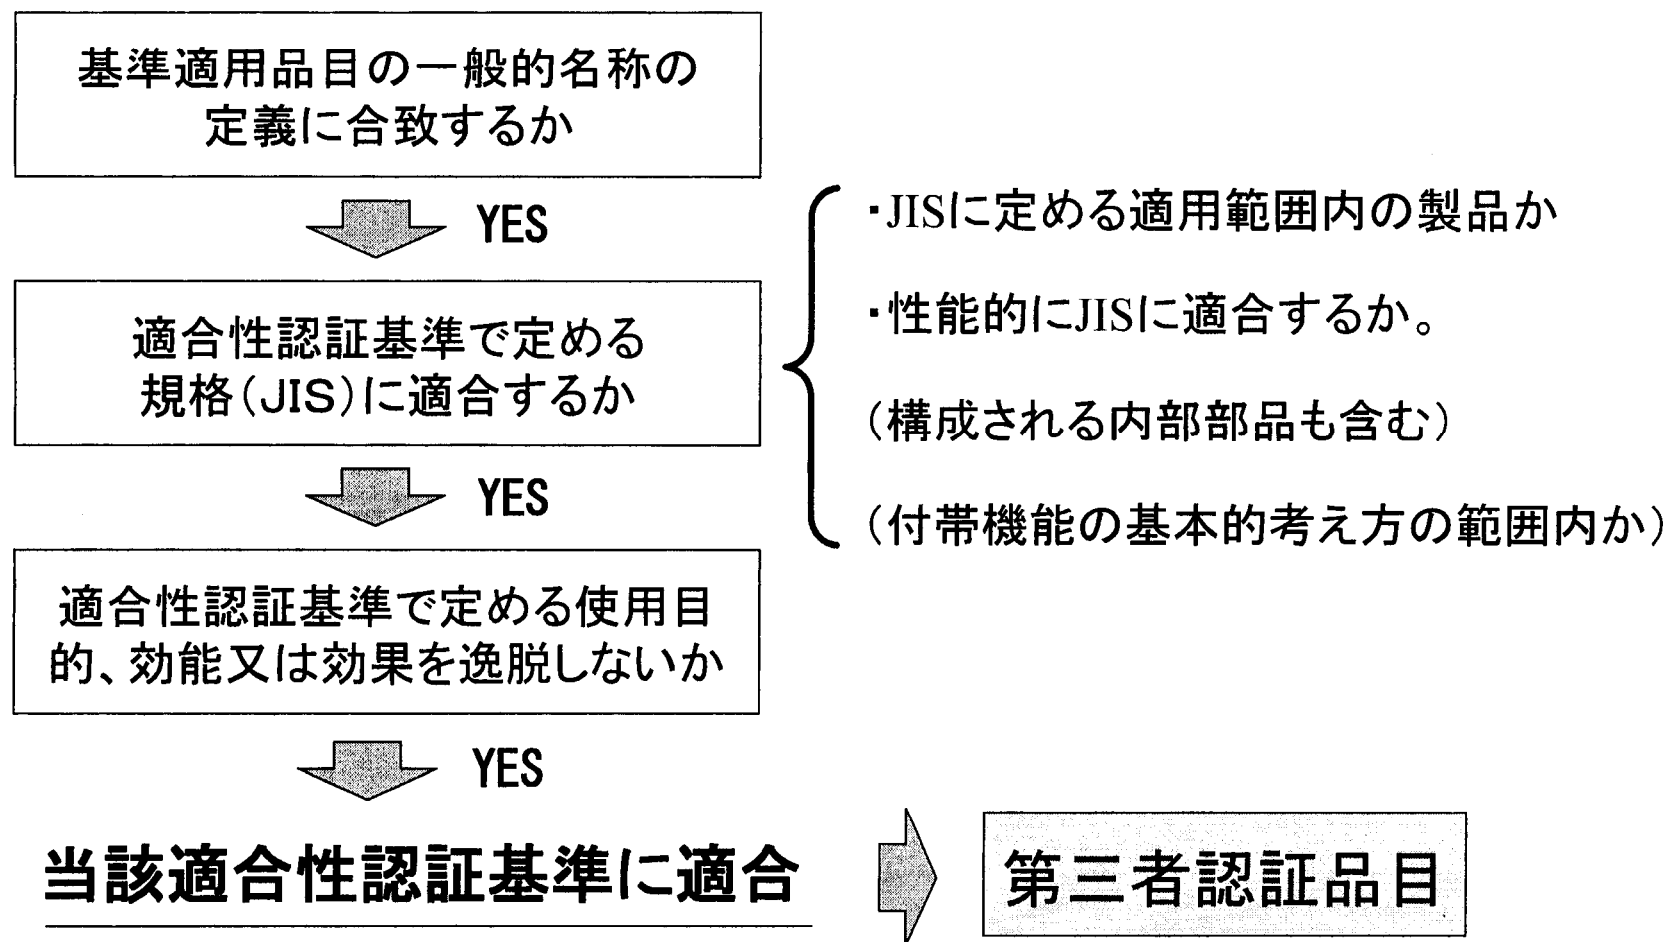 基準適用品目の一般的名称の
定義に合致するか
YES
適合性認証基準で定める
規格(JIS)に適合するか
・JISに定める適用範囲内の製品か
・性能的にJISに適合するか。
(構成される内部部品も含む)
(付帯機能の基本的考え方の範囲内か)
YES
適合性認証基準で定める使用目
的、効能又は効果を逸脱しないか
YES
当該適合性認証基準に適合
第三者認証品目